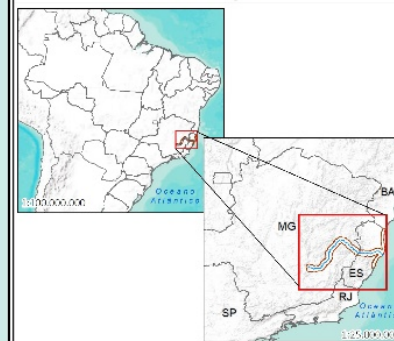 Oceano
Atlântico
1:100.000.000
BA
MG
ES
RJ
SP
Oceano
Atlântico
1:25.000.000